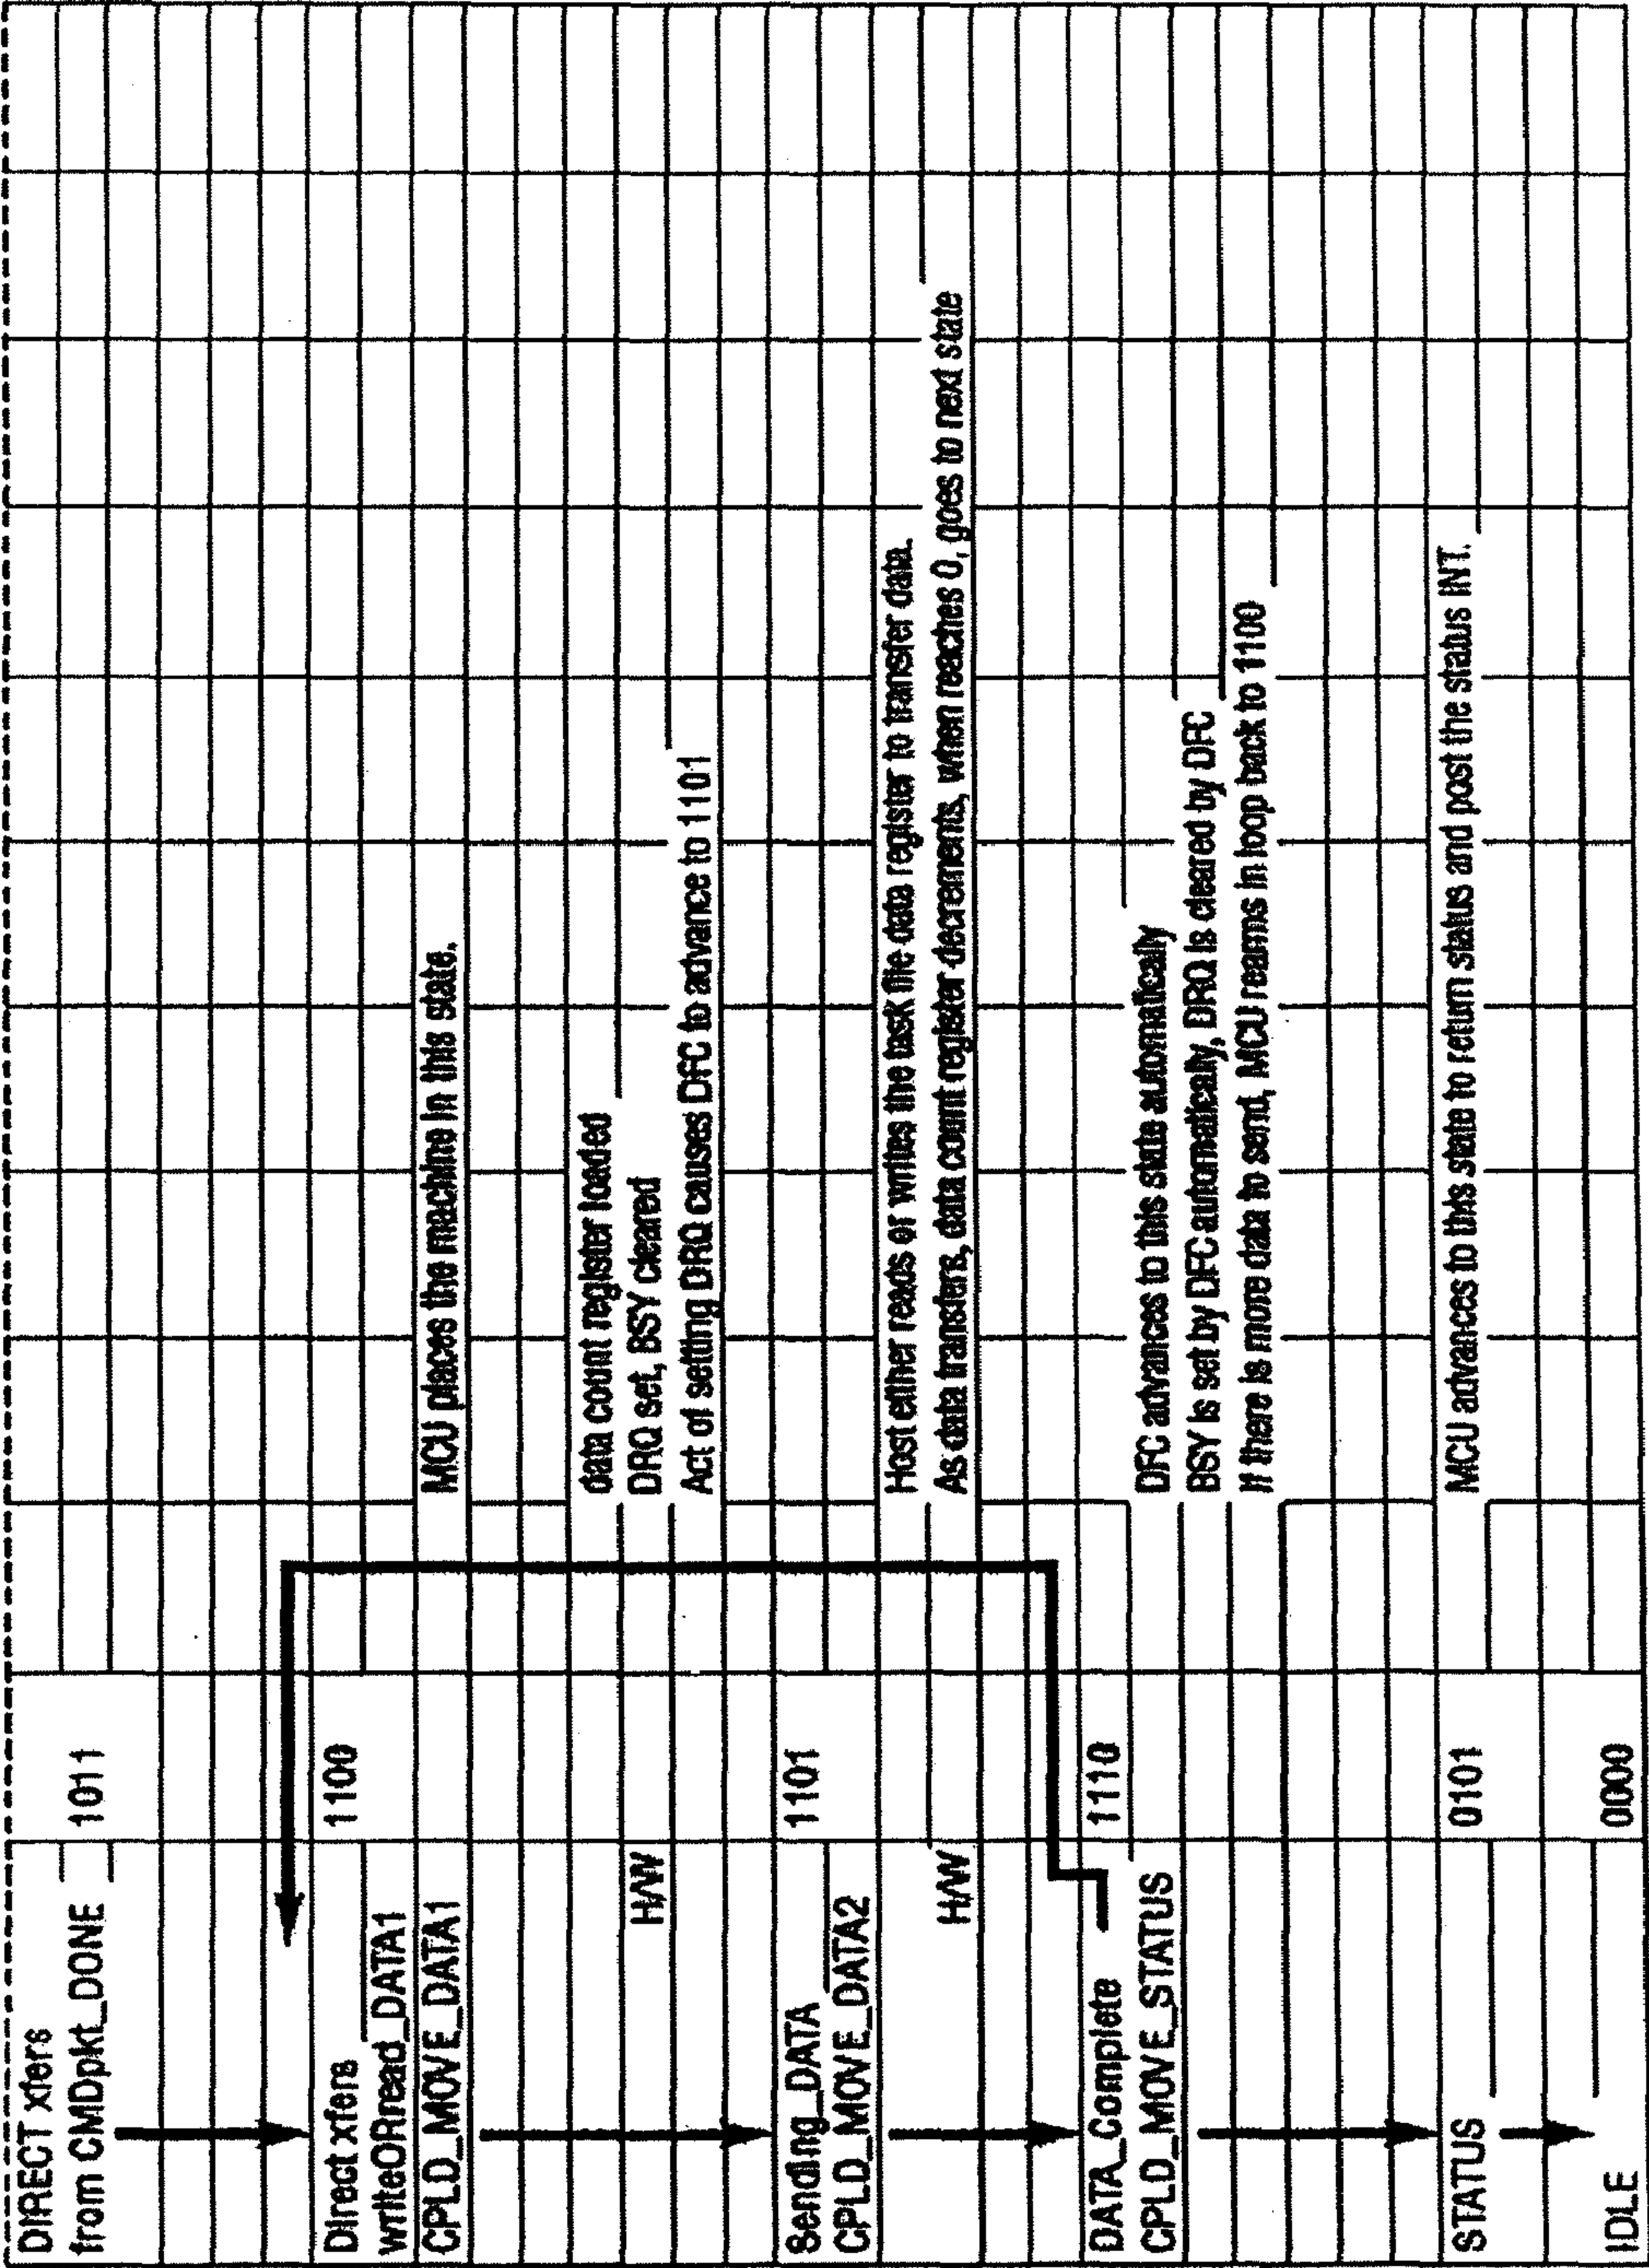 DIRECT xfers
from CMDpkt_DONE 1011
Direct xfers 1100
writeORread_DATA1
CPLD_MOVE_DATA1 MCU places the machine in this state.
data count register loaded
H/W DRQ set, BSY cleared
Act of setting DRQ causes DFC to advance to 1101
Sending_DATA 1101
CPLD_MOVE_DATA2
Host either reads or writes the task file data register to transfer data.
H/W As data transfers, data count register decrements, when reaches 0, goes to next state
DATA_Complete 1110
CPLD_MOVE_STATUS DFC advances to this state automatically
BSY is set by DFC automatically, DRQ is cleared by DFC
If there is more data to send, MCU rearms in loop back to 1100
STATUS 0101 MCU advances to this state to return status and post the status INT.
IDLE 0000